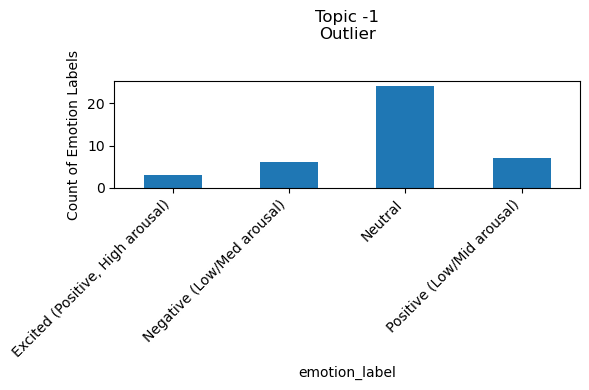 Topic -1
Outlier
Count of Emotion Labels
20
10
0
Excited (Positive, High arousal)
Negative (Low/Med arousal)
Neutral
Positive (Low/Mid arousal)
emotion_label